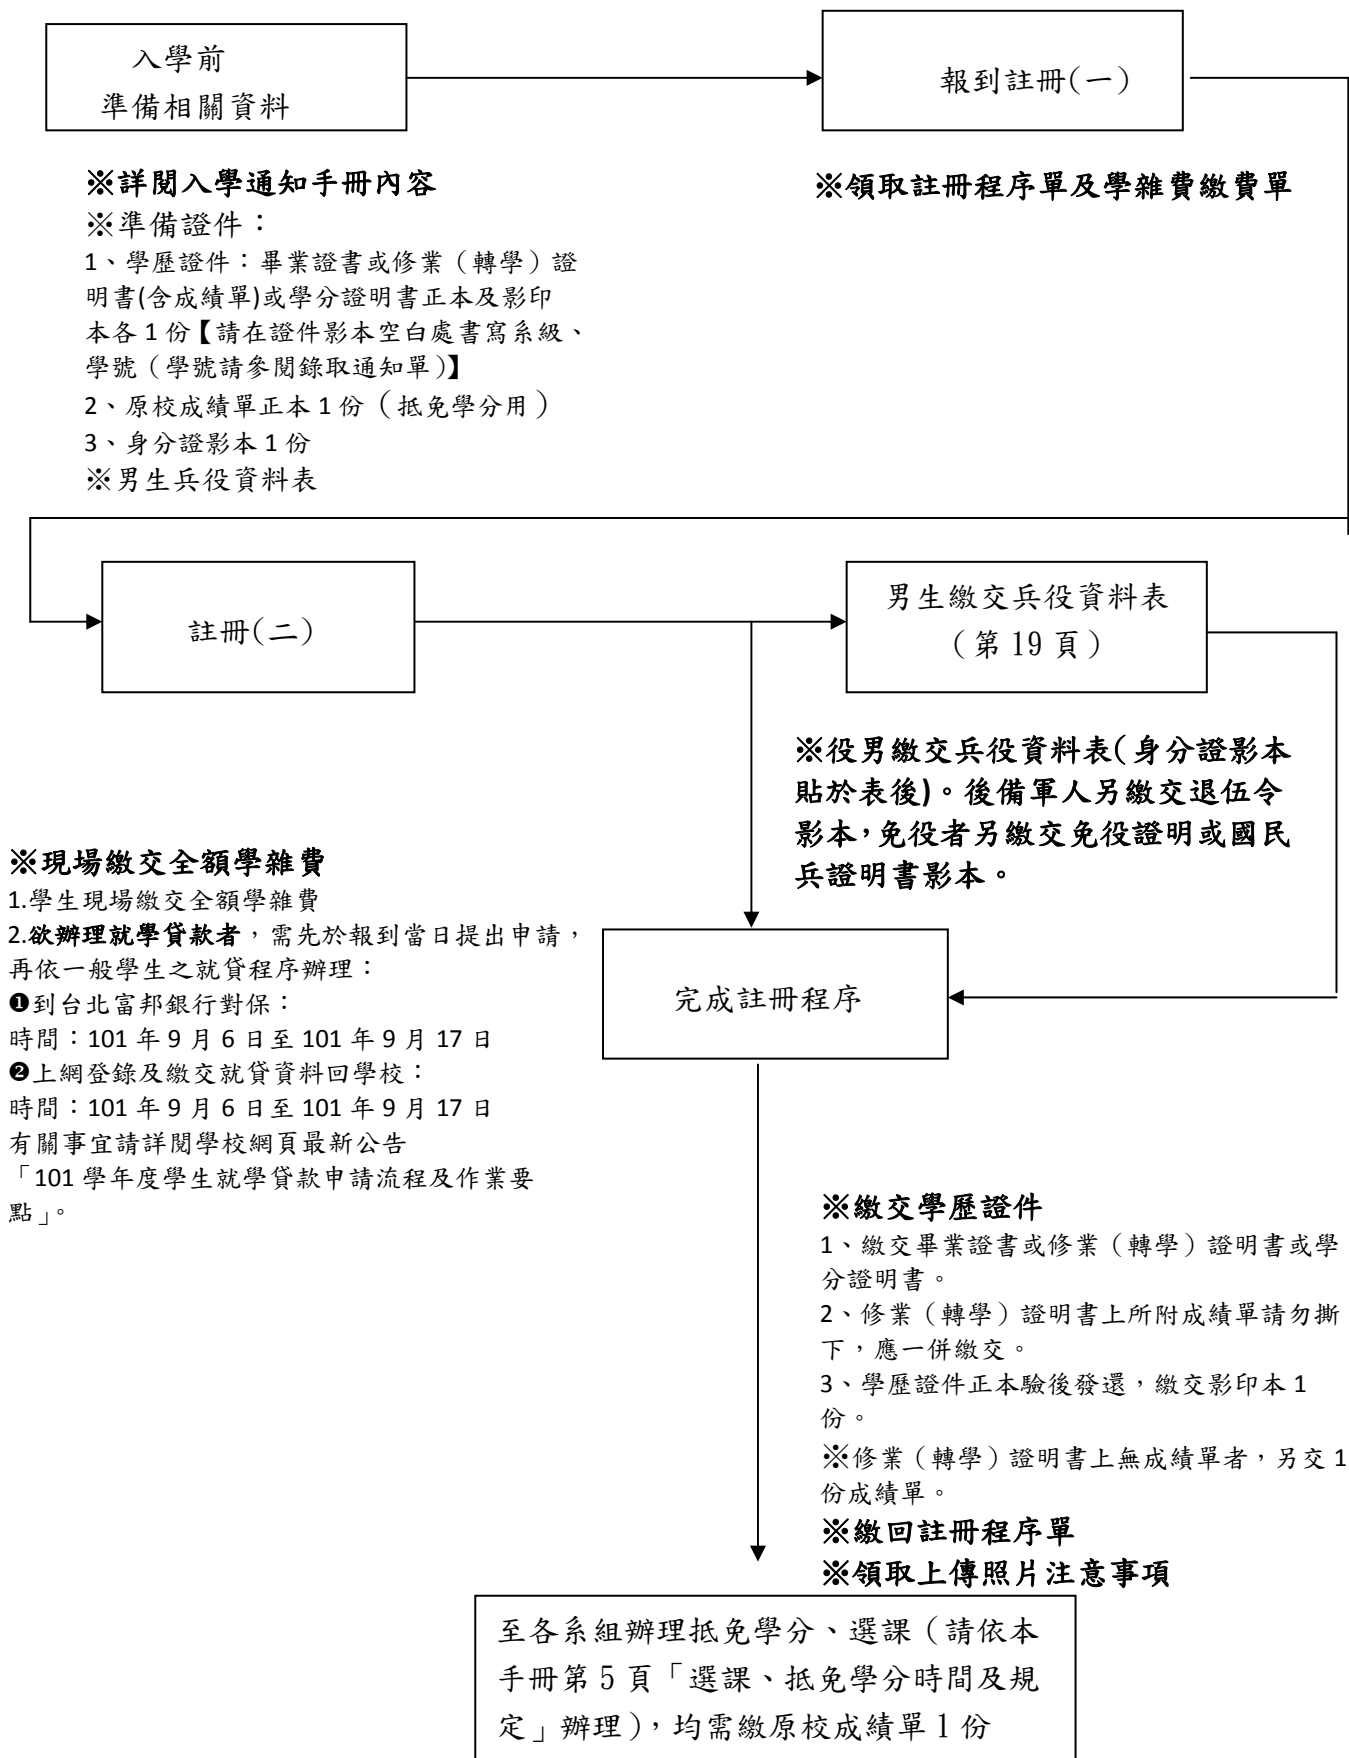 入學前
準備相關資料
報到註冊(一)
※詳閱入學通知手冊內容
※準備證件：
1、學歷證件：畢業證書或修業（轉學）證
明書(含成績單)或學分證明書正本及影印
本各 1 份【請在證件影本空白處書寫系級、
學號（學號請參閱錄取通知單）】
2、原校成績單正本 1 份（抵免學分用）
3、身分證影本 1 份
※男生兵役資料表
※領取註冊程序單及學雜費繳費單
註冊(二)
男生繳交兵役資料表
（第 19 頁）
※役男繳交兵役資料表(身分證影本
貼於表後)。後備軍人另繳交退伍令
影本，免役者另繳交免役證明或國民
兵證明書影本。
※現場繳交全額學雜費
1.學生現場繳交全額學雜費
2.欲辦理就學貸款者，需先於報到當日提出申請，
再依一般學生之就貸程序辦理：
❶到台北富邦銀行對保：
時間：101 年 9 月 6 日至 101 年 9 月 17 日
❷上網登錄及繳交就貸資料回學校：
時間：101 年 9 月 6 日至 101 年 9 月 17 日
有關事宜請詳閱學校網頁最新公告
「101 學年度學生就學貸款申請流程及作業要
點」。
完成註冊程序
※繳交學歷證件
1、繳交畢業證書或修業（轉學）證明書或學
分證明書。
2、修業（轉學）證明書上所附成績單請勿撕
下，應一併繳交。
3、學歷證件正本驗後發還，繳交影印本 1
份。
※修業（轉學）證明書上無成績單者，另交 1
份成績單。
※繳回註冊程序單
※領取上傳照片注意事項
至各系組辦理抵免學分、選課（請依本
手冊第 5 頁「選課、抵免學分時間及規
定」辦理），均需繳原校成績單 1 份